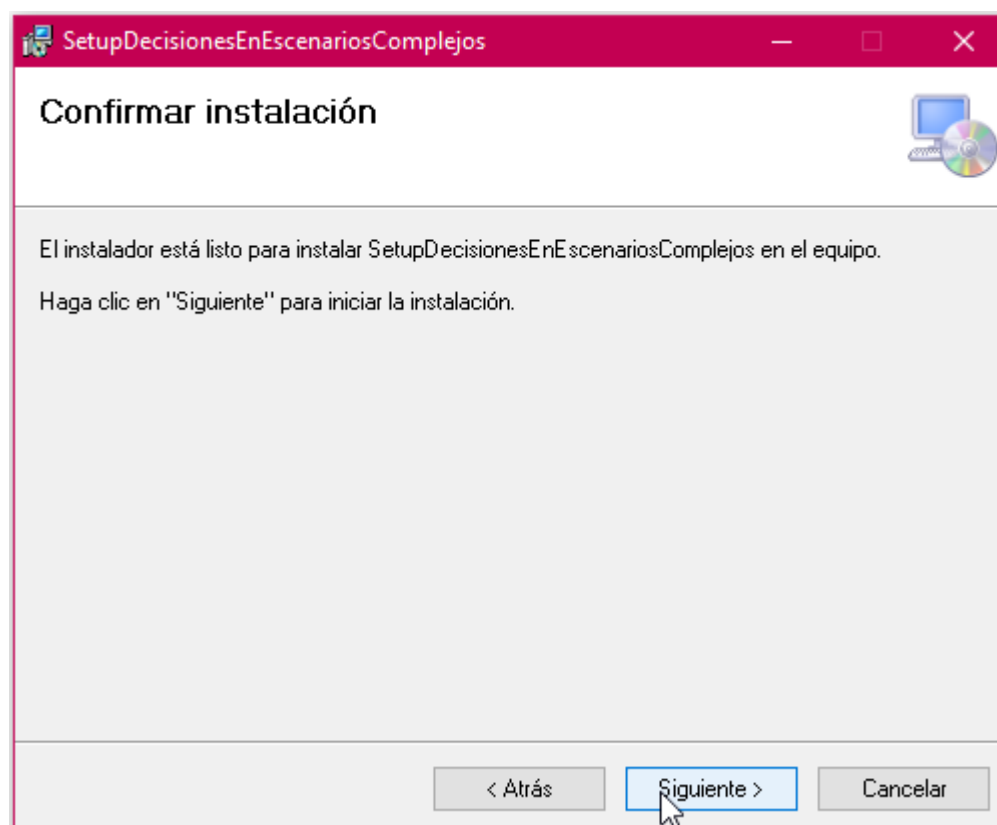 SetupDecisionesEnEscenariosComplejos
Confirmar instalación
El instalador está listo para instalar SetupDecisionesEnEscenariosComplejos en el equipo.
Haga clic en "Siguiente" para iniciar la instalación.
< Atrás
Siguiente >
Cancelar